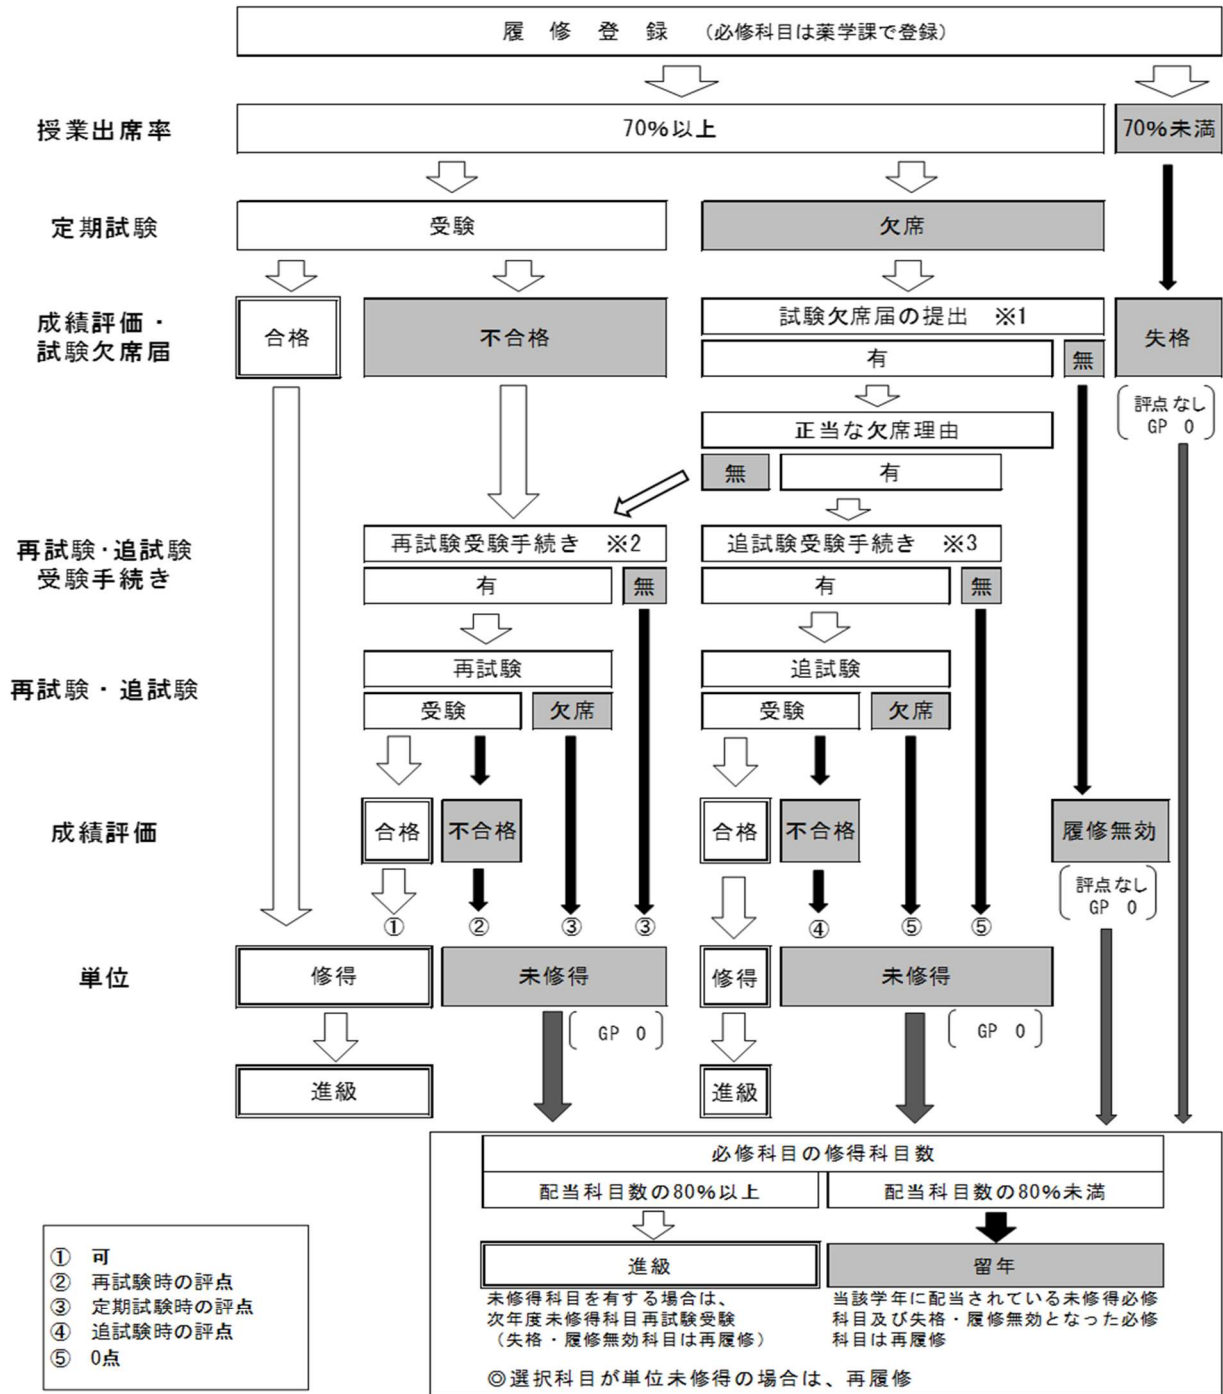 履修登録 （必修科目は薬学課で登録）
授業出席率
70%以上
70%未満
定期試験
受験
欠席
成績評価・
試験欠席届
合格
不合格
試験欠席届の提出 ※1
有
無
失格
評点なし
GP 0
正当な欠席理由
無
有
再試験・追試験
受験手続き
再試験受験手続き ※2
有
無
追試験受験手続き ※3
有
無
再試験・追試験
再試験
受験
欠席
追試験
受験
欠席
成績評価
合格
不合格
合格
不合格
履修無効
評点なし
GP 0
①
②
③
③
④
⑤
⑤
単位
修得
未修得
修得
未修得
GP 0
GP 0
進級
進級
必修科目の修得科目数
配当科目数の80%以上
配当科目数の80%未満
進級
留年
未修得科目を有する場合は、
次年度未修得科目再試験受験
（失格・履修無効科目は再履修）
当該学年に配当されている未修得必修
科目及び失格・履修無効となった必修
科目は再履修
◎選択科目が単位未修得の場合は、再履修
① 可
② 再試験時の評点
③ 定期試験時の評点
④ 追試験時の評点
⑤ 0点